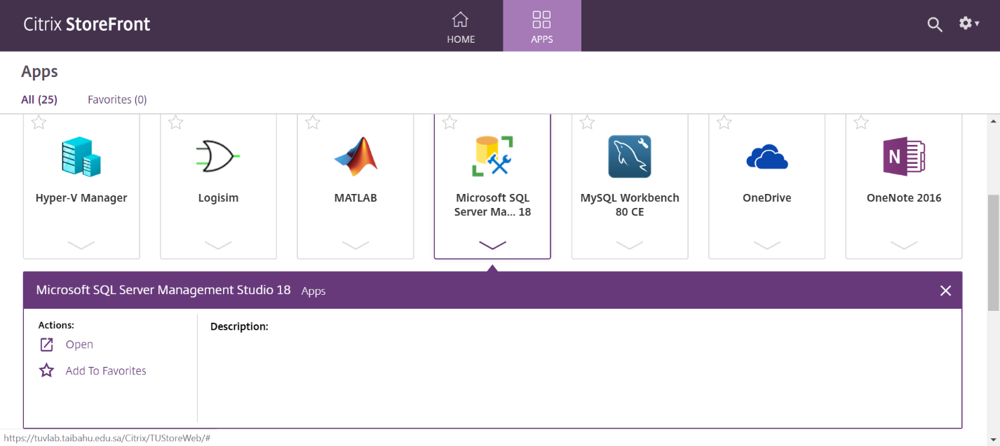 Citrix StoreFront
HOME
APPS
Apps
All (25)
Favorites (0)
Hyper-V Manager
Logisim
MATLAB
Microsoft SQL
Server Ma... 18
MySQL Workbench
80 CE
OneDrive
N
OneNote 2016
Microsoft SQL Server Management Studio 18 Apps
Actions:
Open
Add To Favorites
Description:
https://tuvlab.taibahu.edu.sa/Citrix/TUStoreWeb/#